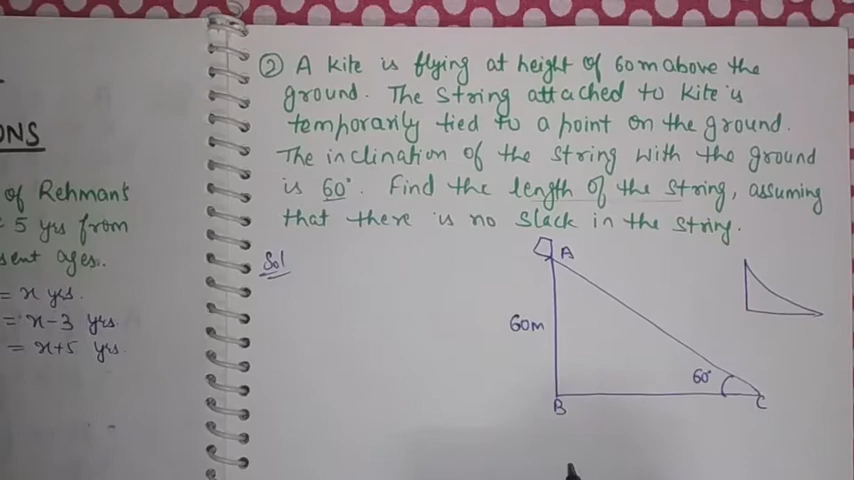 ONS
of Rehman's
= 5 yrs from
sent ages.
= x yrs.
= x-3 yrs.
= x+5 yrs.
② A kite is flying at height of 60m above the
ground. The string attached to kite is
temporarily tied to a point on the ground.
The inclination of the string with the ground
is 60°. Find the length of the string, assuming
that there is no slack in the string.
Sol
A
60m
60°
B
C